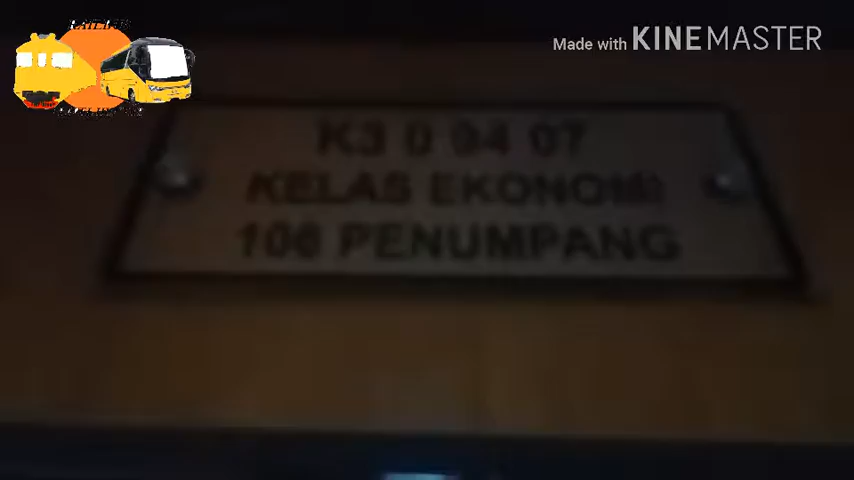 Made with KINEMASTER
K3 0 94 07
KELAS EKONOMI
106 PENUMPANG